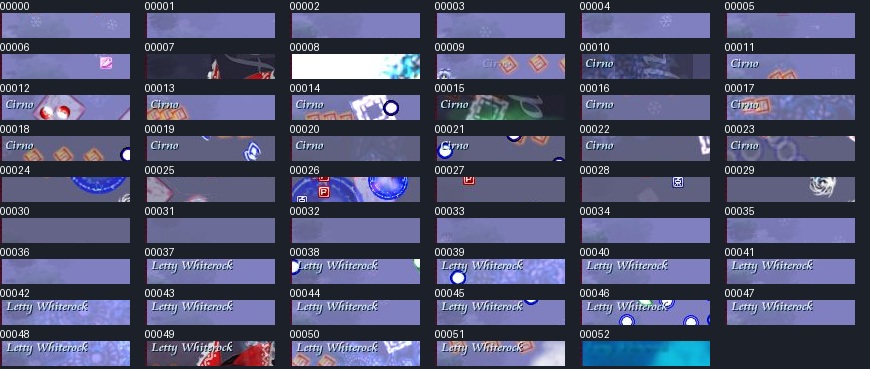 00000 00001 00002 00003 00004 00005
00006 00007 00008 00009 00010 00011
Cirno
00012 00013 00014 00015 00016 00017
Cirno Cirno Cirno Cirno Cirno Cirno
00018 00019 00020 00021 00022 00023
Cirno Cirno Cirno Cirno Cirno Cirno
00024 00025 00026 00027 00028 00029
P
P P
00030 00031 00032 00033 00034 00035
00036 00037 00038 00039 00040 00041
Letty Whiterock Letty Whiterock Letty Whiterock Letty Whiterock Letty Whiterock
00042 00043 00044 00045 00046 00047
Letty Whiterock Letty Whiterock Letty Whiterock Letty Whiterock Letty Whiterock Letty Whiterock
00048 00049 00050 00051 00052
Letty Whiterock Letty Whiterock Letty Whiterock Letty Whiterock